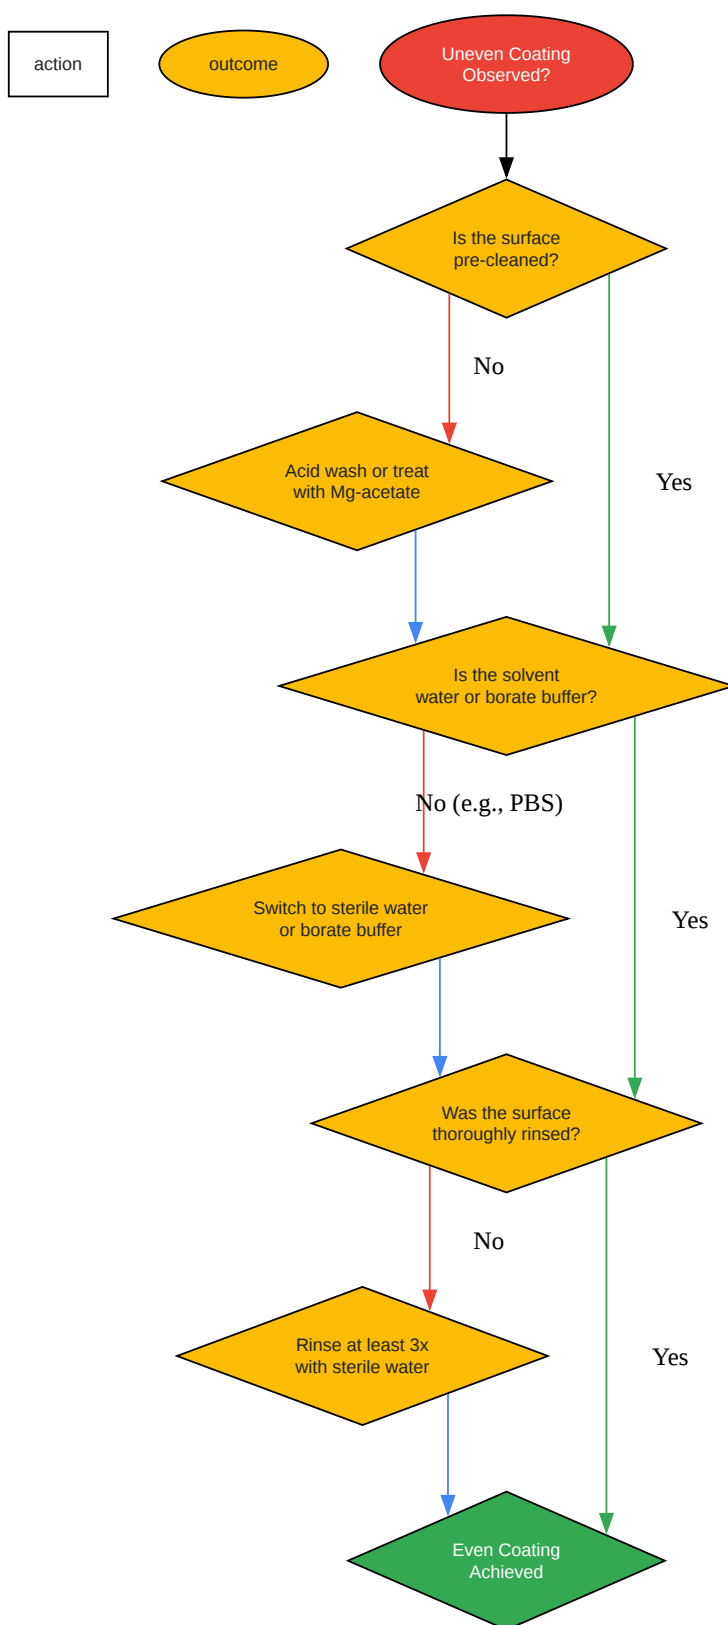 action
outcome
Uneven Coating
Observed?
Is the surface
pre-cleaned?
No
Acid wash or treat
with Mg-acetate
Yes
Is the solvent
water or borate buffer?
No (e.g., PBS)
Switch to sterile water
or borate buffer
Yes
Was the surface
thoroughly rinsed?
No
Rinse at least 3x
with sterile water
Yes
Even Coating
Achieved